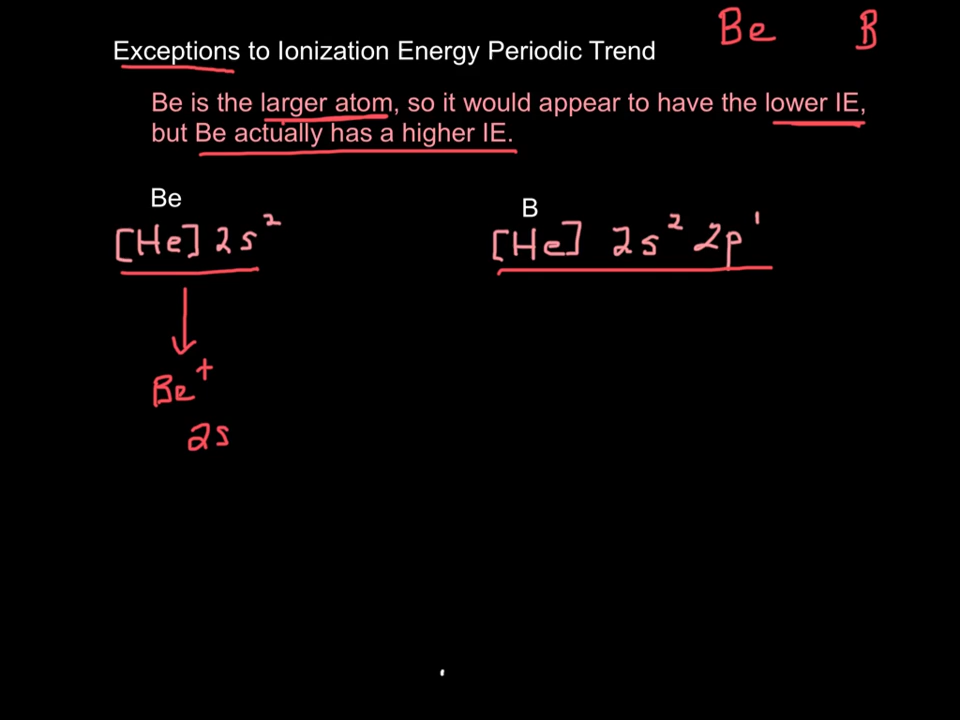 Be B
Exceptions to Ionization Energy Periodic Trend
Be is the larger atom, so it would appear to have the lower IE,
but Be actually has a higher IE.
Be
B
[He] 2s²
[He] 2s² 2p¹
Be⁺
2s